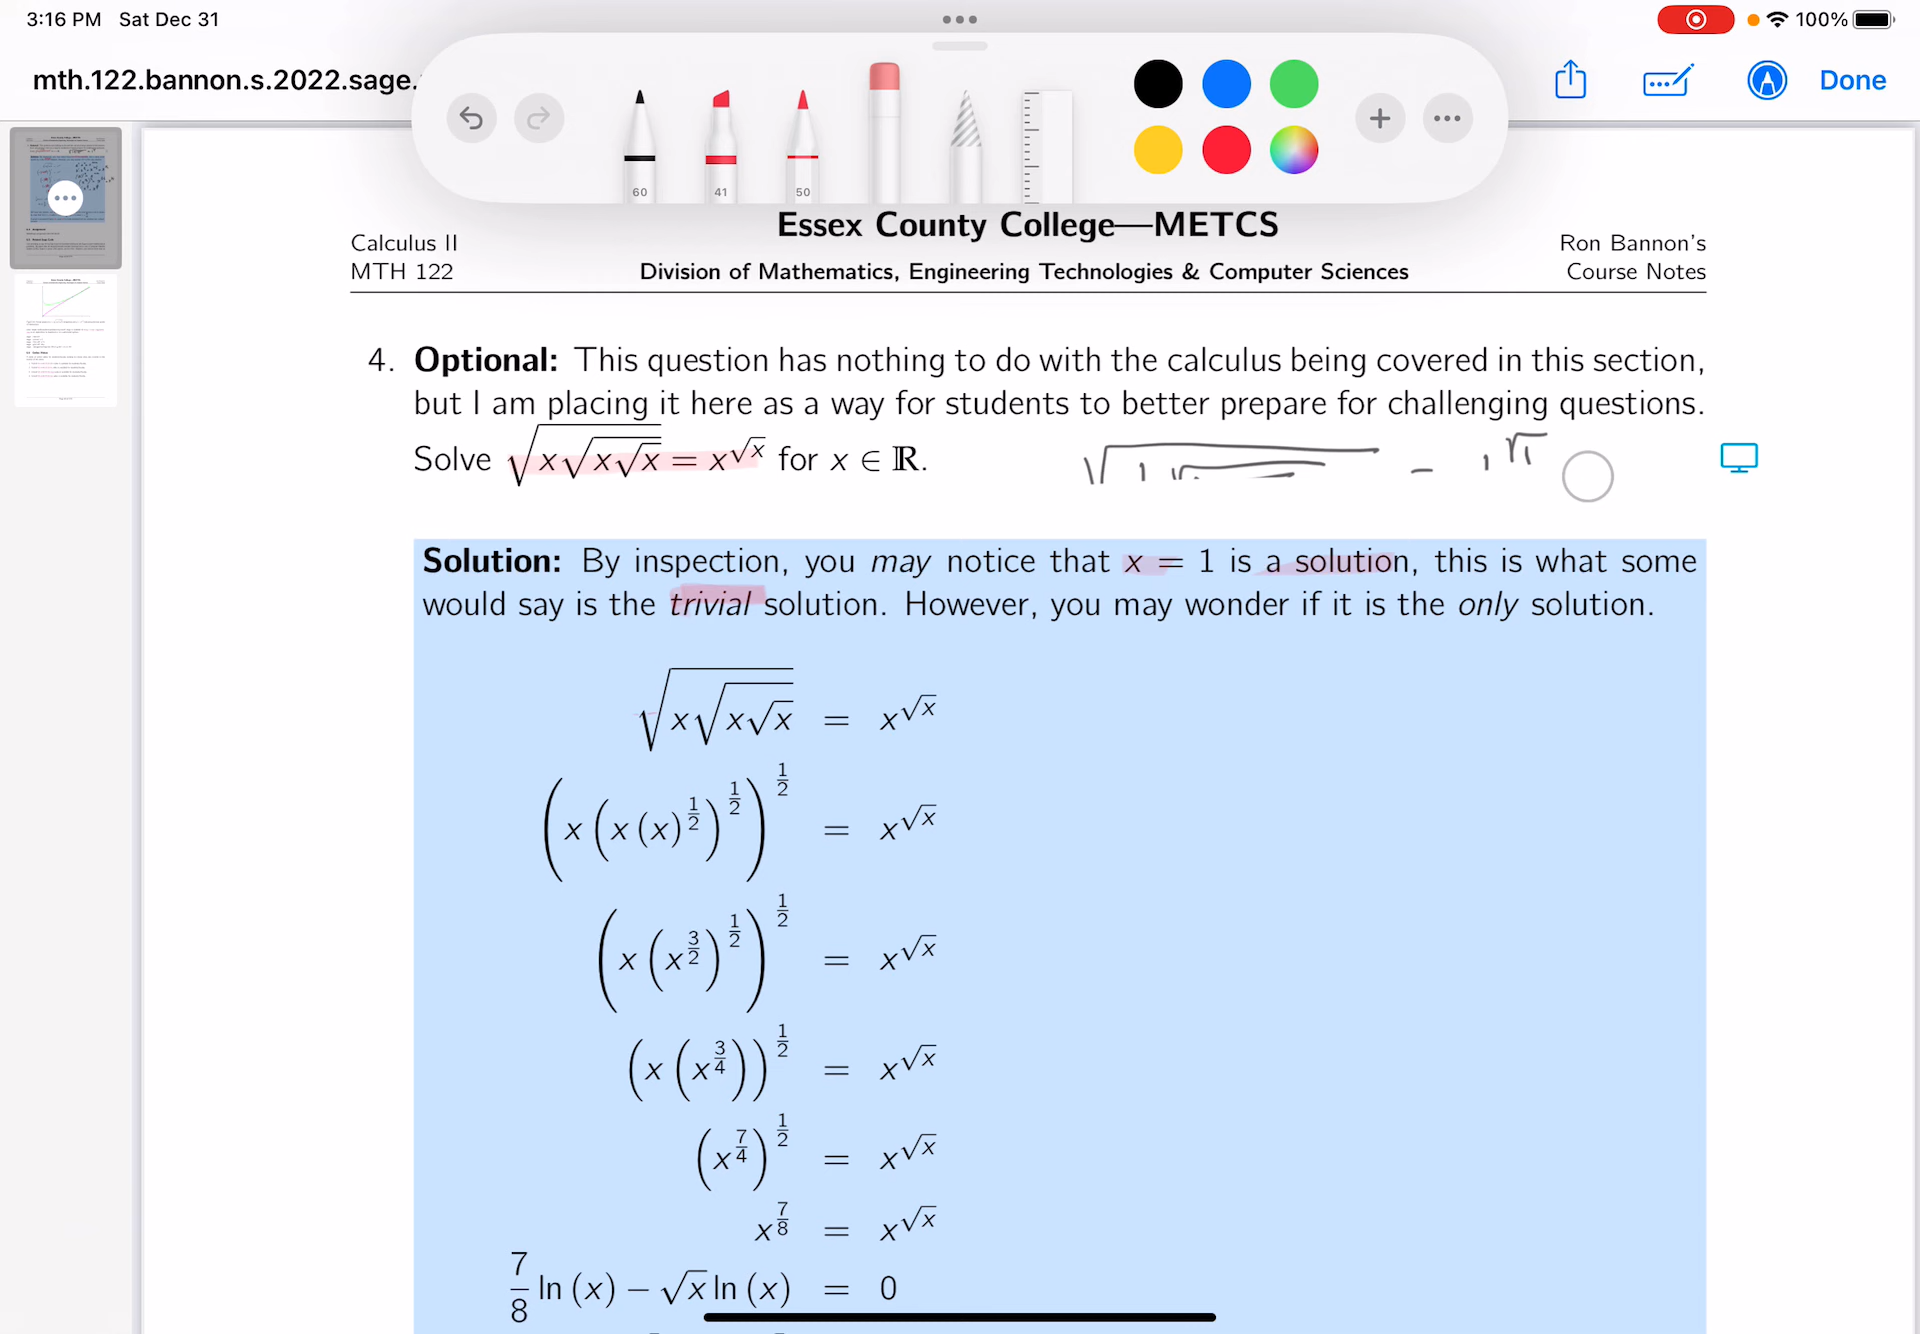 3:16 PM Sat Dec 31
100%
mth.122.bannon.s.2022.sage.
Done
60 41 50
Essex County College—METCS
Calculus II
MTH 122
Division of Mathematics, Engineering Technologies & Computer Sciences
Ron Bannon's
Course Notes
4. Optional: This question has nothing to do with the calculus being covered in this section,
but I am placing it here as a way for students to better prepare for challenging questions.
Solve √(x√(x√x)) = x^√x for x ∈ ℝ.
Solution: By inspection, you may notice that x = 1 is a solution, this is what some
would say is the trivial solution. However, you may wonder if it is the only solution.
√(x√(x√x)) = x^√x
(x(x(x)^(1/2))^(1/2))^(1/2) = x^√x
(x(x^(3/2))^(1/2))^(1/2) = x^√x
(x(x^(3/4)))^(1/2) = x^√x
(x^(7/4))^(1/2) = x^√x
x^(7/8) = x^√x
7/8 ln (x) − √x ln (x) = 0